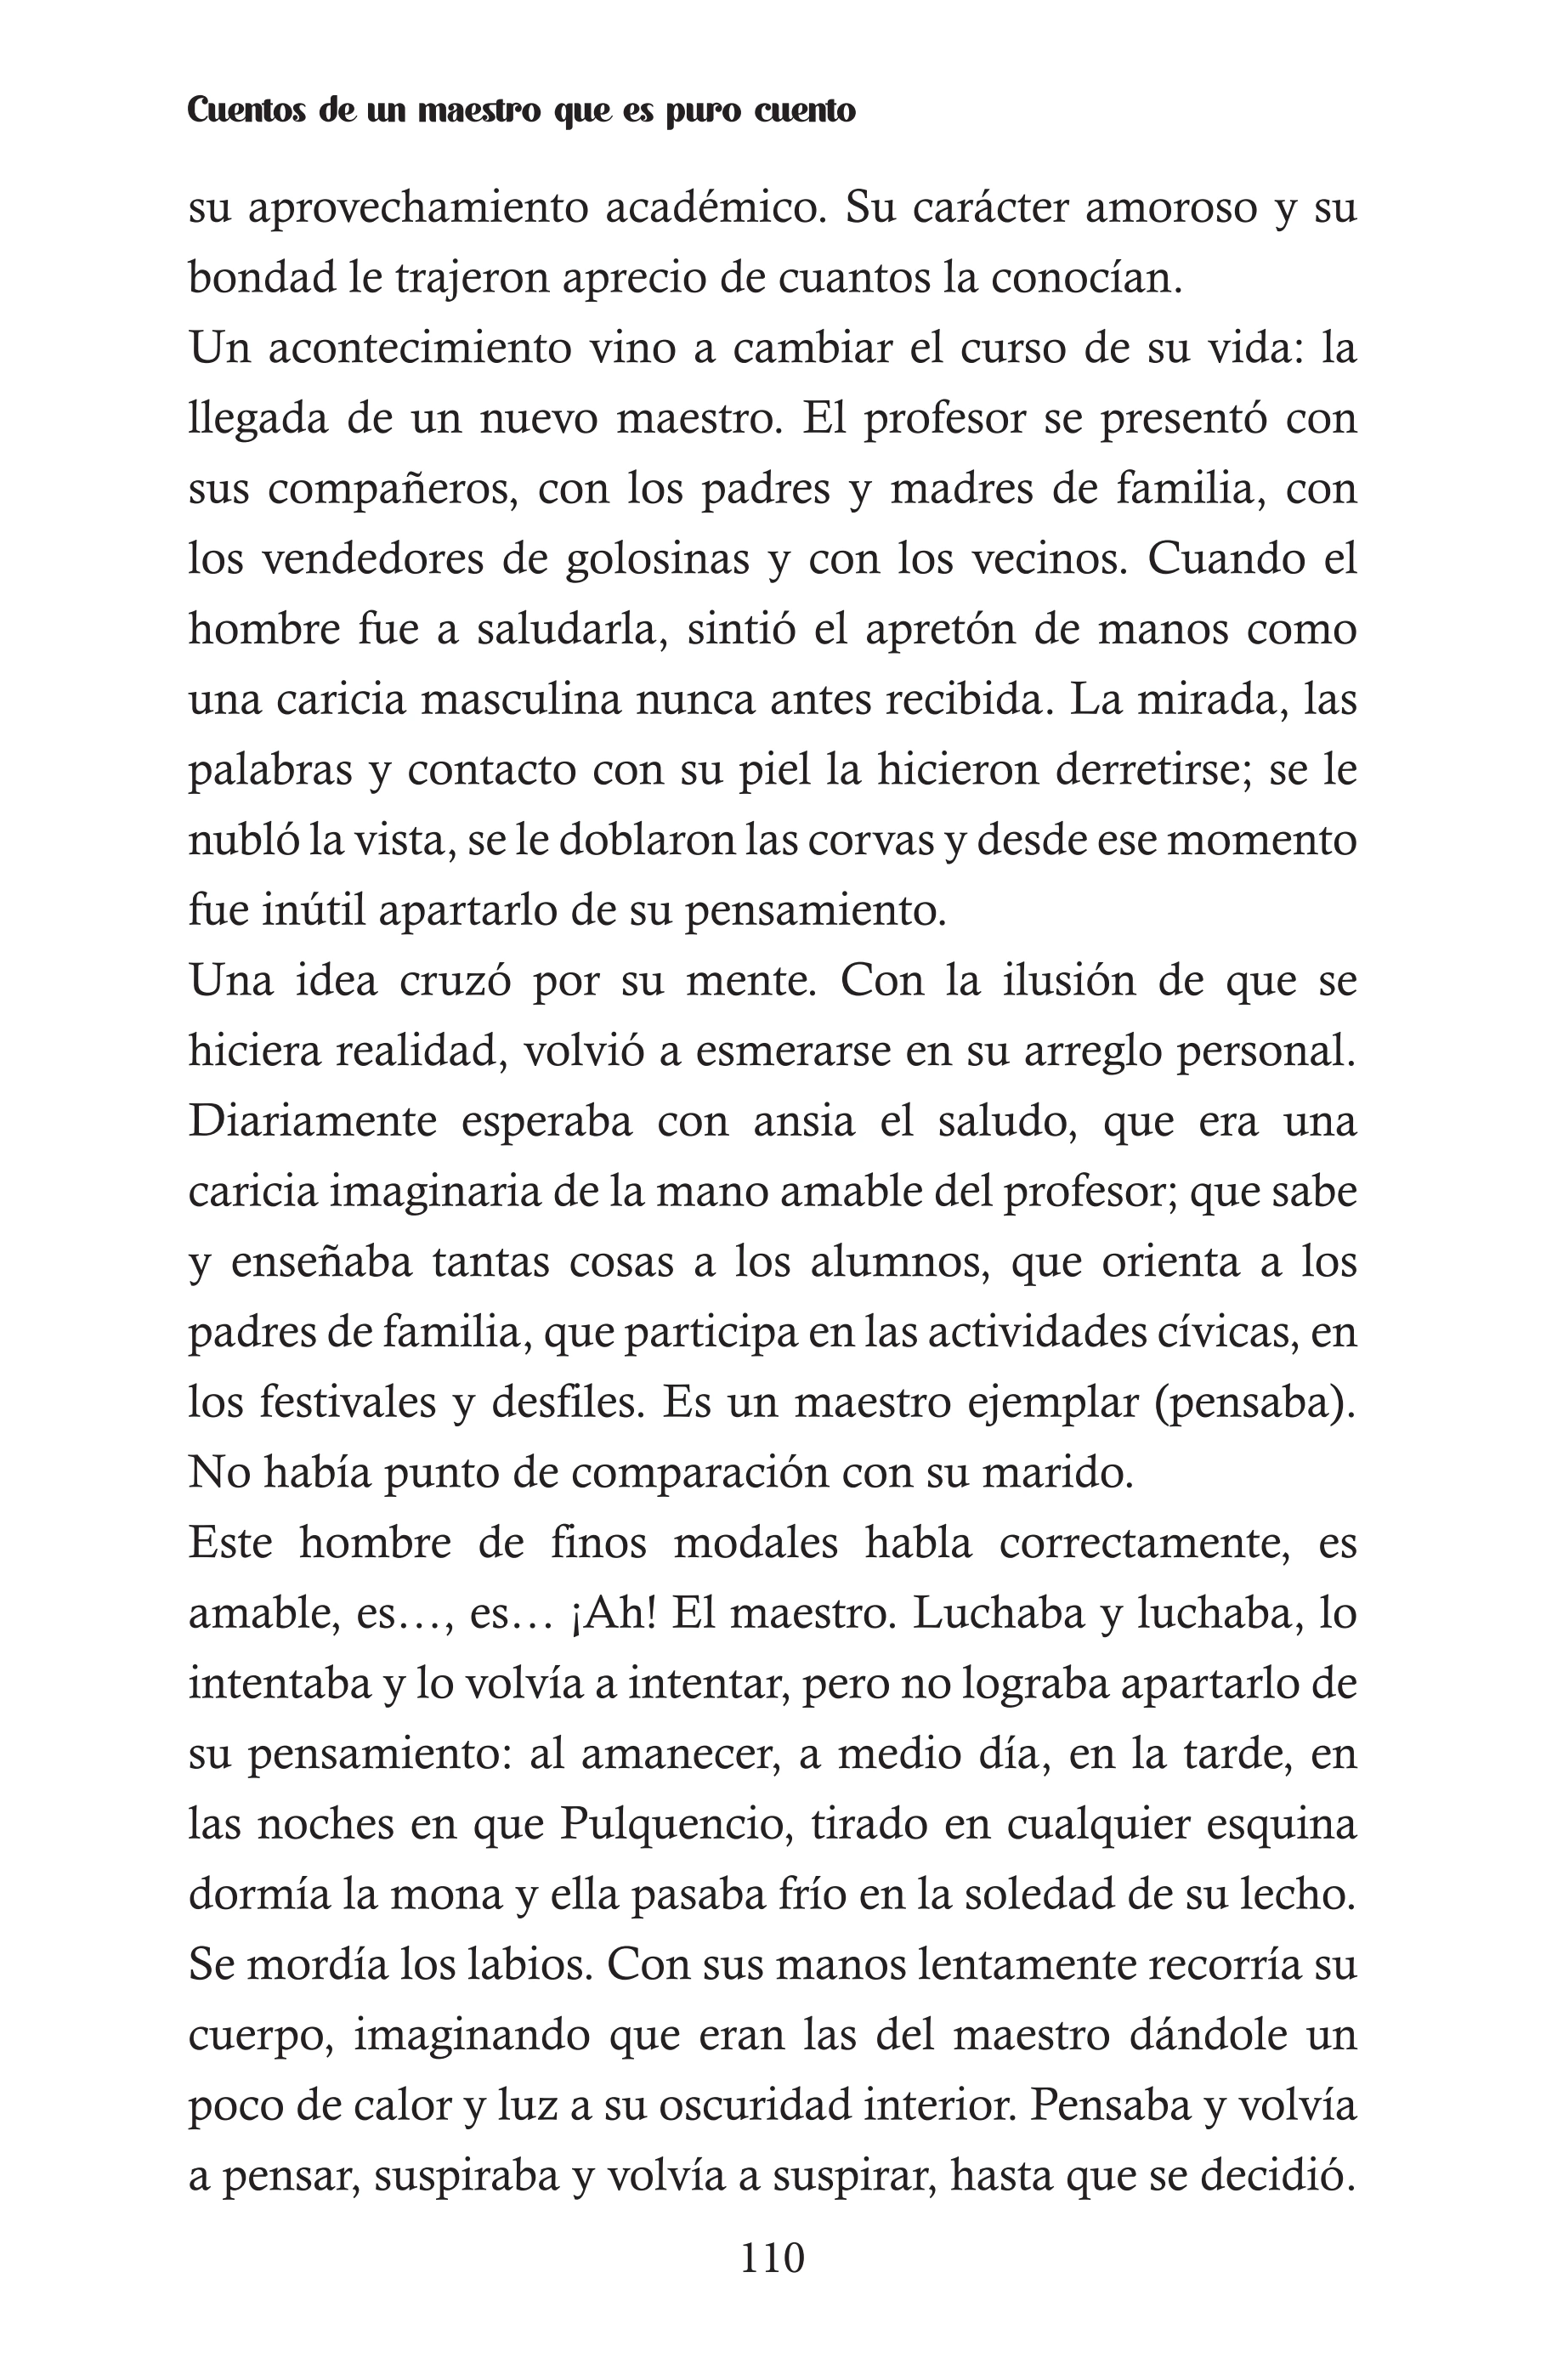 Cuentos de un maestro que es puro cuento
su aprovechamiento académico. Su carácter amoroso y su
bondad le trajeron aprecio de cuantos la conocían.
Un acontecimiento vino a cambiar el curso de su vida: la
llegada de un nuevo maestro. El profesor se presentó con
sus compañeros, con los padres y madres de familia, con
los vendedores de golosinas y con los vecinos. Cuando el
hombre fue a saludarla, sintió el apretón de manos como
una caricia masculina nunca antes recibida. La mirada, las
palabras y contacto con su piel la hicieron derretirse; se le
nubló la vista, se le doblaron las corvas y desde ese momento
fue inútil apartarlo de su pensamiento.
Una idea cruzó por su mente. Con la ilusión de que se
hiciera realidad, volvió a esmerarse en su arreglo personal.
Diariamente esperaba con ansia el saludo, que era una
caricia imaginaria de la mano amable del profesor; que sabe
y enseñaba tantas cosas a los alumnos, que orienta a los
padres de familia, que participa en las actividades cívicas, en
los festivales y desfiles. Es un maestro ejemplar (pensaba).
No había punto de comparación con su marido.
Este hombre de finos modales habla correctamente, es
amable, es…, es… ¡Ah! El maestro. Luchaba y luchaba, lo
intentaba y lo volvía a intentar, pero no lograba apartarlo de
su pensamiento: al amanecer, a medio día, en la tarde, en
las noches en que Pulquencio, tirado en cualquier esquina
dormía la mona y ella pasaba frío en la soledad de su lecho.
Se mordía los labios. Con sus manos lentamente recorría su
cuerpo, imaginando que eran las del maestro dándole un
poco de calor y luz a su oscuridad interior. Pensaba y volvía
a pensar, suspiraba y volvía a suspirar, hasta que se decidió.
110